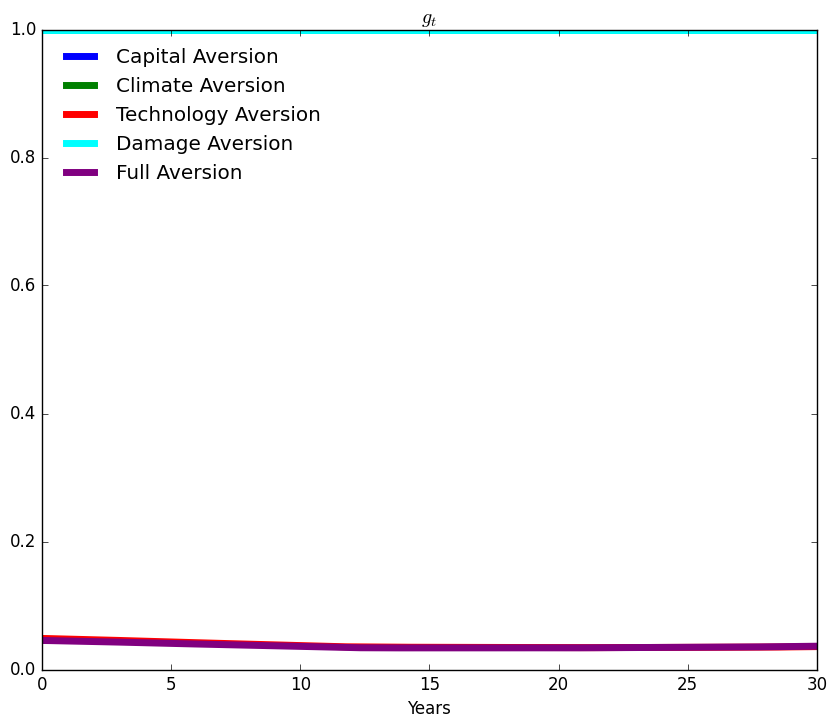 g_t
1.0
0.8
0.6
0.4
0.2
0.0
Capital Aversion
Climate Aversion
Technology Aversion
Damage Aversion
Full Aversion
0 5 10 15 20 25 30
Years